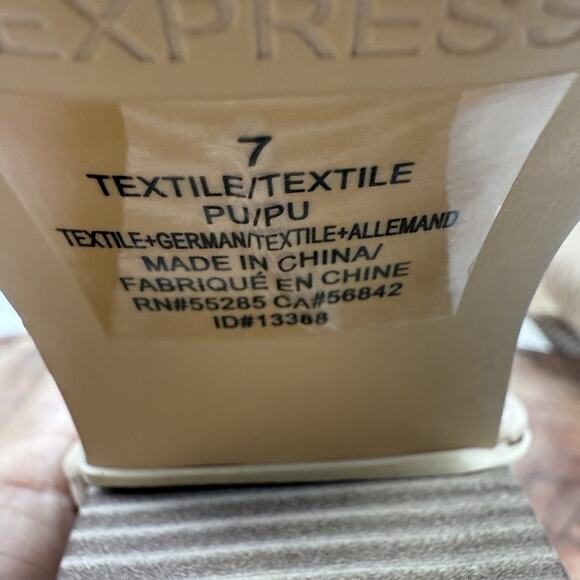 EXPRESS
7
TEXTILE/TEXTILE
PU/PU
TEXTILE+GERMAN/TEXTILE+ALLEMAND
MADE IN CHINA/
FABRIQUÉ EN CHINE
RN#55285 CA#56842
ID#13388